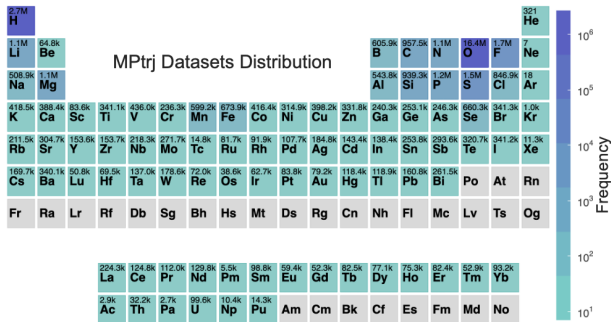 2.7M 321
H He
1.1M 64.8k 605.9k 957.5k 1.1M 16.4M 1.7M 7
Li Be B C N O F Ne
MPtrj Datasets Distribution
508.9k 1.1M 543.8k 939.3k 1.2M 1.5M 846.9k 18
Na Mg Al Si P S Cl Ar
418.5k 388.4k 83.6k 341.1k 436.0k 236.3k 599.2k 673.9k 416.4k 314.9k 398.2k 331.8k 240.3k 253.1k 246.3k 660.3k 341.3k 1.0k
K Ca Sc Ti V Cr Mn Fe Co Ni Cu Zn Ga Ge As Se Br Kr
211.5k 304.7k 153.6k 153.7k 218.3k 271.7k 14.8k 81.7k 91.9k 107.7k 184.8k 143.4k 138.4k 253.8k 293.6k 320.7k 341.2k 11.3k
Rb Sr Y Zr Nb Mo Tc Ru Rh Pd Ag Cd In Sn Sb Te I Xe
169.7k 340.1k 50.8k 69.5k 137.0k 178.6k 72.0k 38.6k 62.7k 83.8k 79.2k 118.4k 118.9k 160.8k 261.5k
Cs Ba Lu Hf Ta W Re Os Ir Pt Au Hg Tl Pb Bi Po At Rn
Fr Ra Lr Rf Db Sg Bh Hs Mt Ds Rg Cn Nh Fl Mc Lv Ts Og
224.3k 124.8k 112.0k 129.8k 5.5k 98.8k 59.4k 52.3k 82.5k 77.1k 75.3k 82.4k 52.9k 93.2k
La Ce Pr Nd Pm Sm Eu Gd Tb Dy Ho Er Tm Yb
2.9k 32.2k 2.7k 99.6k 10.4k 14.3k
Ac Th Pa U Np Pu Am Cm Bk Cf Es Fm Md No
10⁶
10⁵
10⁴
10³
10²
10¹
Frequency